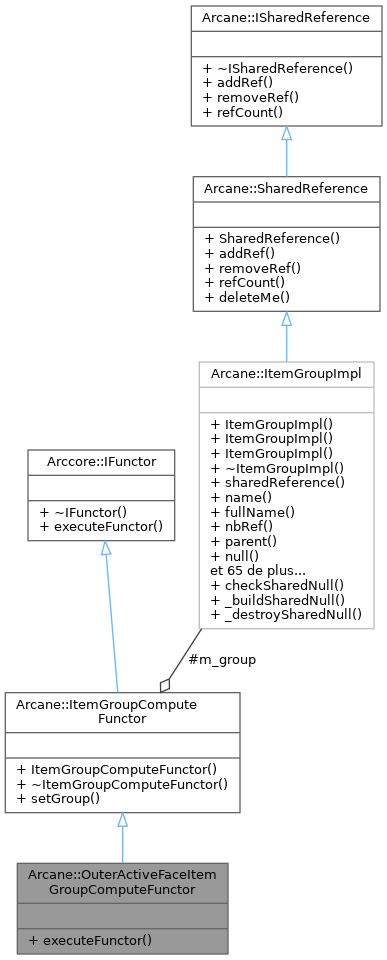 Arcane::ISharedReference
+ ~ISharedReference()
+ addRef()
+ removeRef()
+ refCount()
Arcane::SharedReference
+ SharedReference()
+ addRef()
+ removeRef()
+ refCount()
+ deleteMe()
Arcane::ItemGroupImpl
+ ItemGroupImpl()
+ ItemGroupImpl()
+ ItemGroupImpl()
+ ~ItemGroupImpl()
+ sharedReference()
+ name()
+ fullName()
+ nbRef()
+ parent()
+ null()
et 65 de plus...
+ checkSharedNull()
+ _buildSharedNull()
+ _destroySharedNull()
Arccore::IFunctor
+ ~IFunctor()
+ executeFunctor()
#m_group
Arcane::ItemGroupCompute
Functor
+ ItemGroupComputeFunctor()
+ ~ItemGroupComputeFunctor()
+ setGroup()
Arcane::OuterActiveFaceItem
GroupComputeFunctor
+ executeFunctor()